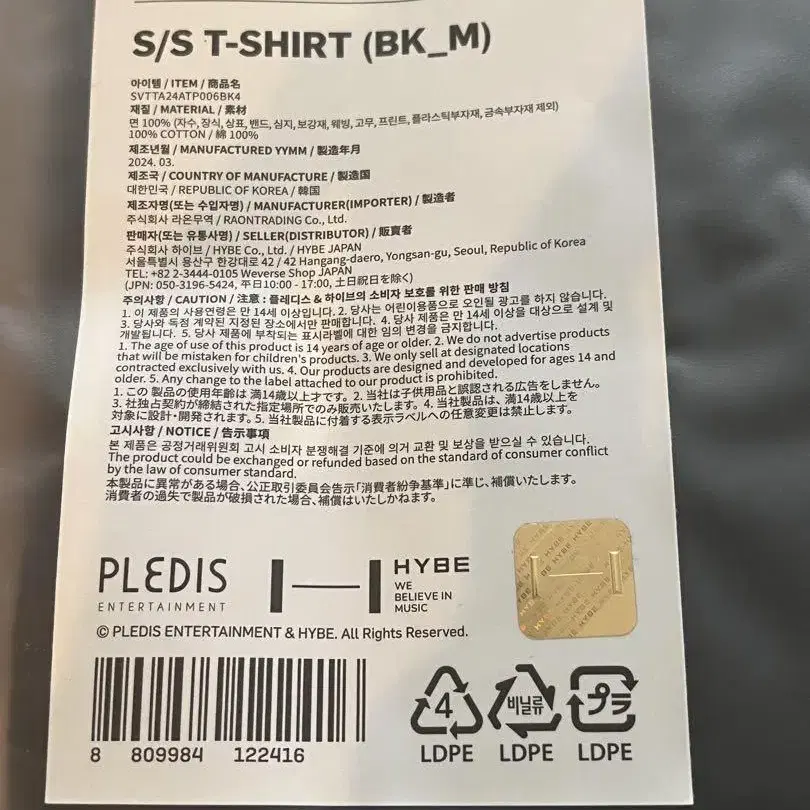 S/S T-SHIRT (BK_M)
아이템 / ITEM / 商品名
SVTTA24ATP006BK4
재질 / MATERIAL / 素材
면 100% (자수, 장식, 상표, 밴드, 심지, 보강재, 웨빙, 고무, 프린트, 플라스틱부자재, 금속부자재 제외)
100% COTTON / 綿 100%
제조년월 / MANUFACTURED YYMM / 製造年月
2024. 03.
제조국 / COUNTRY OF MANUFACTURE / 製造国
대한민국 / REPUBLIC OF KOREA / 韓国
제조자명(또는 수입자명) / MANUFACTURER(IMPORTER) / 製造者
주식회사 라온무역 / RAONTRADING Co., Ltd.
판매자(또는 유통사명) / SELLER(DISTRIBUTOR) / 販賣者
주식회사 하이브 / HYBE Co., Ltd. / HYBE JAPAN
서울특별시 용산구 한강대로 42 / 42 Hangang-daero, Yongsan-gu, Seoul, Republic of Korea
TEL: +82 2-3444-0105 Weverse Shop JAPAN
(JPN: 050-3196-5424, 平日10:00 - 17:00, 土日祝日を除く)
주의사항 / CAUTION / 注意 : 플레디스 & 하이브의 소비자 보호를 위한 판매 방침
1. 이 제품의 사용연령은 만 14세 이상입니다. 2. 당사는 어린이용품으로 오인될 광고를 하지 않습니다.
3. 당사와 독점 계약된 지정된 장소에서만 판매합니다. 4. 당사 제품은 만 14세 이상을 대상으로 설계 및
개발됩니다. 5. 당사 제품에 부착되는 표시라벨에 대한 임의 변경을 금지합니다.
1. The age of use of this product is 14 years of age or older. 2. We do not advertise products
that will be mistaken for children's products. 3. We only sell at designated locations
contracted exclusively with us. 4. Our products are designed and developed for ages 14 and
older. 5. Any change to the label attached to our product is prohibited.
1. この 製品の使用年齢は 満14歳以上才です。2. 当社は子供用品と誤認される広告をしません。
3. 社独占契約が締結された指定場所でのみ販売いたします。4. 当社製品は、満14歳以上を
対象に設計・開発されます。5. 当社製品に付着する表示ラベルへの任意変更は禁止します。
고시사항 / NOTICE / 告示事項
본 제품은 공정거래위원회 고시 소비자 분쟁해결 기준에 의거 교환 및 보상을 받으실 수 있습니다.
The product could be exchanged or refunded based on the standard of consumer conflict
by the law of consumer standard.
本製品に異常がある場合、公正取引委員会告示「消費者紛争基準」に準じ、補償いたします。
消費者の過失で製品が破損された場合、補償はいたしかねます。
PLEDIS
ENTERTAINMENT
HYBE
WE
BELIEVE IN
MUSIC
© PLEDIS ENTERTAINMENT & HYBE. All Rights Reserved.
8 809984 122416
4
LDPE
비닐류
LDPE
プラ
LDPE